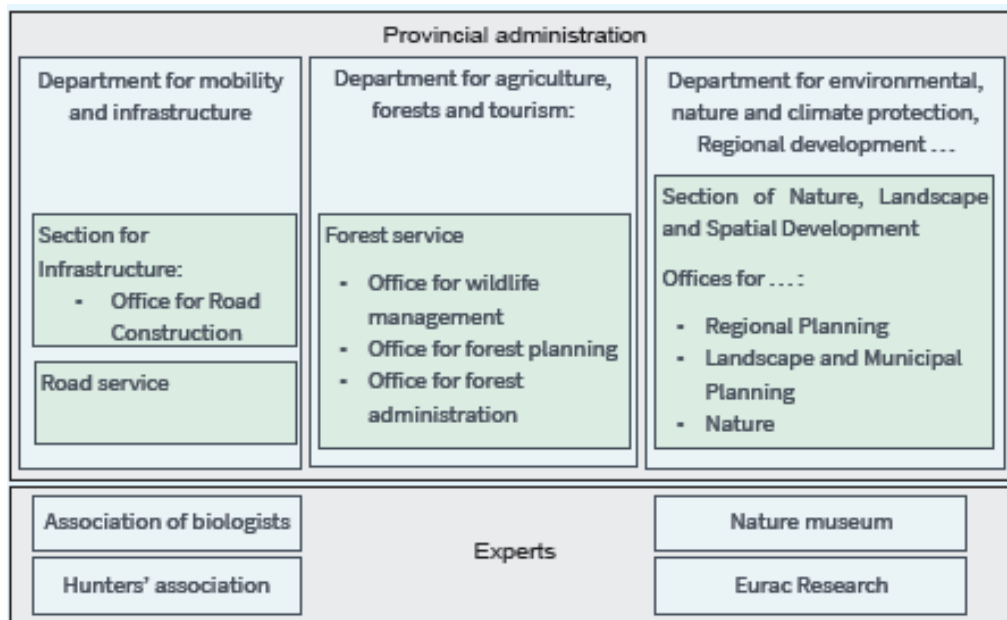 Provincial administration
Department for mobility
and infrastructure
Section for
Infrastructure:
- Office for Road
Construction
Road service
Department for agriculture,
forests and tourism:
Forest service
- Office for wildlife
management
- Office for forest planning
- Office for forest
administration
Department for environmental,
nature and climate protection,
Regional development ...
Section of Nature, Landscape
and Spatial Development
Offices for ...:
- Regional Planning
- Landscape and Municipal
Planning
- Nature
Experts
Association of biologists
Hunters’ association
Nature museum
Eurac Research